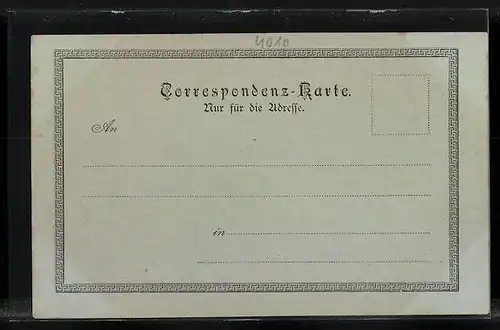 4010
Correspondenz-Karte.
Nur für die Adresse.
An
in